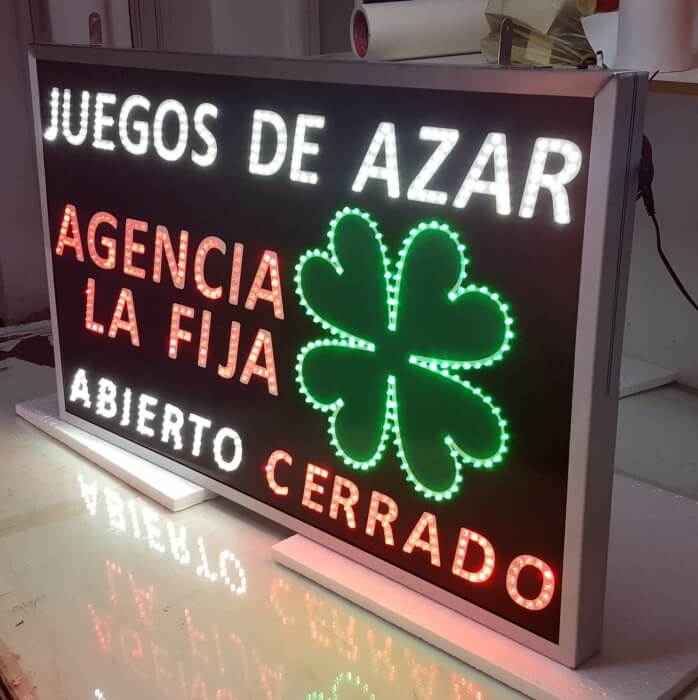 JUEGOS DE AZAR
AGENCIA
LA FIJA
ABIERTO CERRADO